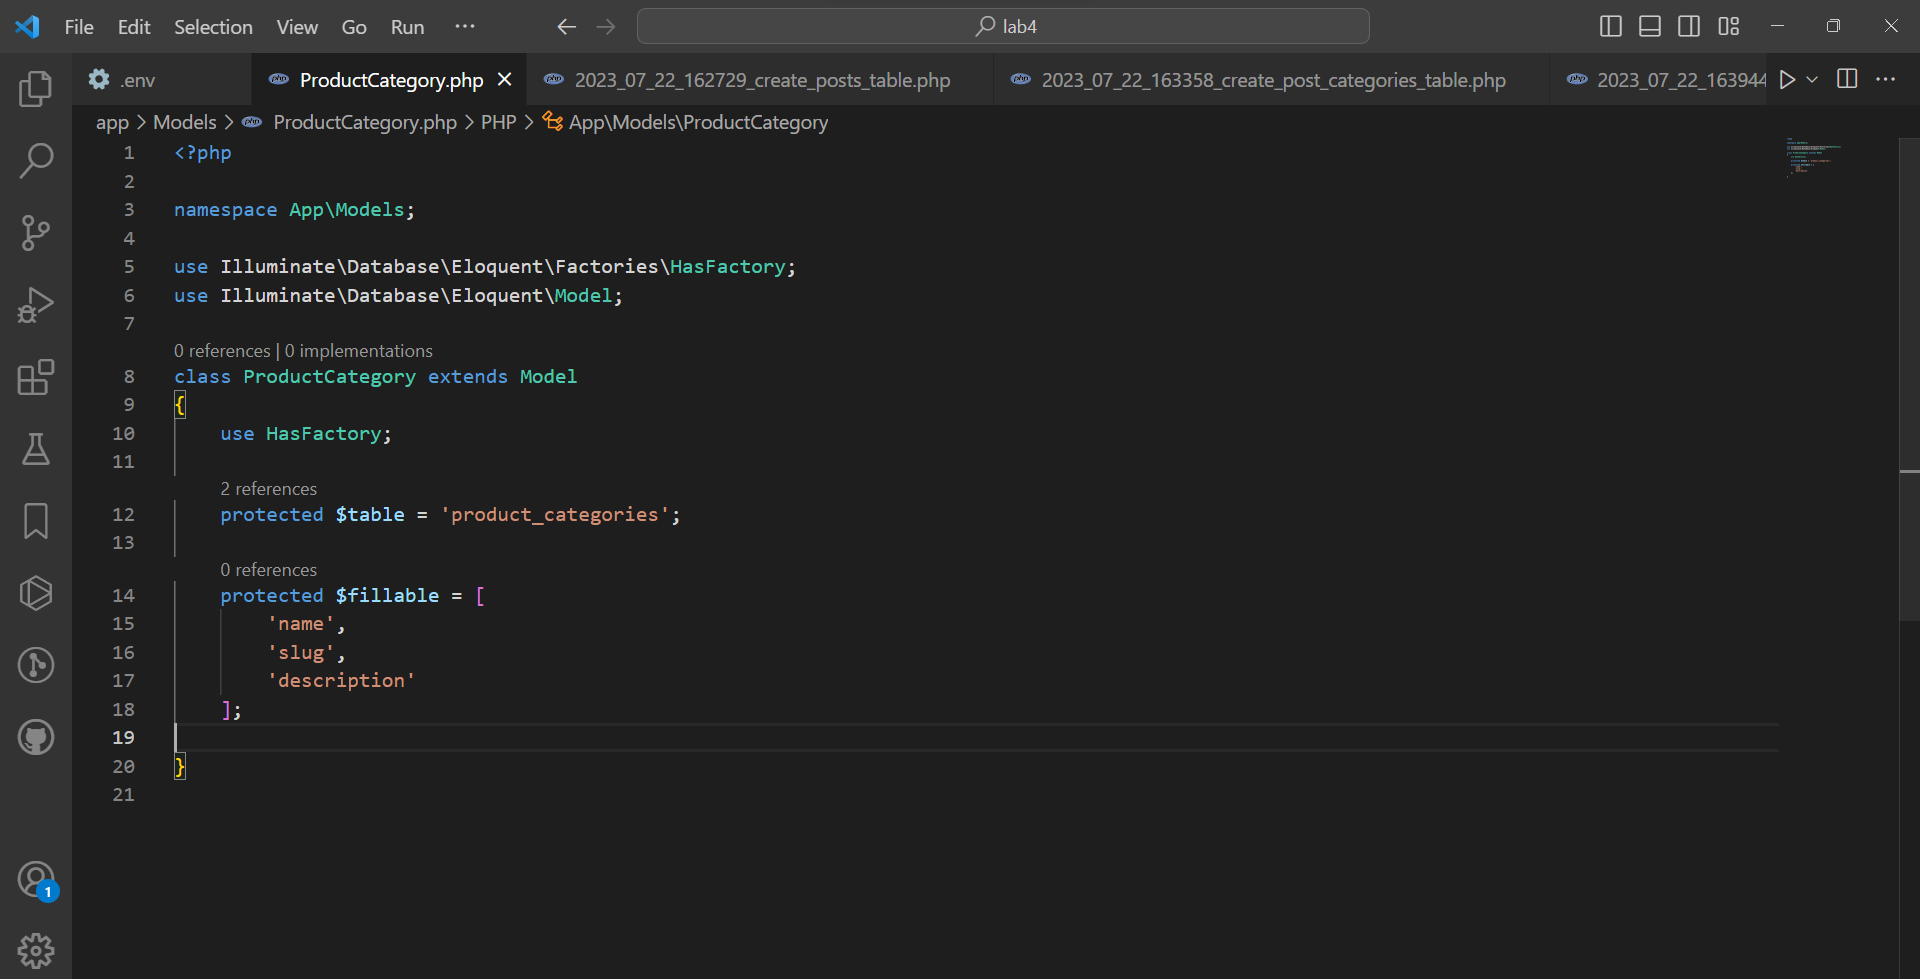 File Edit Selection View Go Run ··· lab4
.env ProductCategory.php 2023_07_22_162729_create_posts_table.php 2023_07_22_163358_create_post_categories_table.php 2023_07_22_163944
app > Models > ProductCategory.php > PHP > App\Models\ProductCategory
1 <?php
2
3 namespace App\Models;
4
5 use Illuminate\Database\Eloquent\Factories\HasFactory;
6 use Illuminate\Database\Eloquent\Model;
7
0 references | 0 implementations
8 class ProductCategory extends Model
9 {
10 use HasFactory;
11
2 references
12 protected $table = 'product_categories';
13
0 references
14 protected $fillable = [
15 'name',
16 'slug',
17 'description'
18 ];
19
20 }
21
1